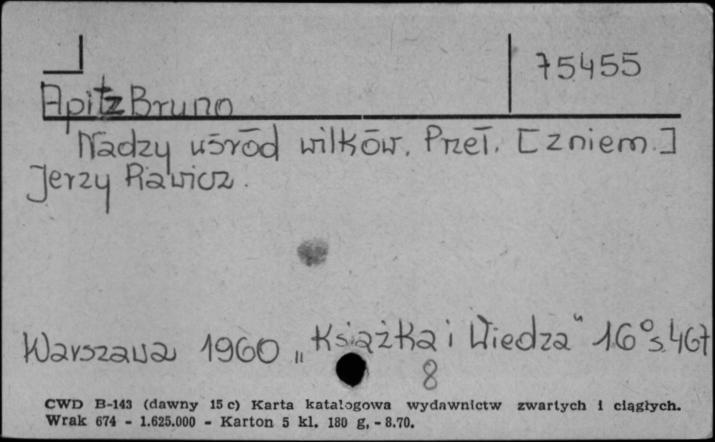 75455
Apitz Bruno
Nadzy wśród wilków. Przeł. [z niem.]
Jerzy Rawicz.
Warszawa 1960 „Książka i Wiedza" 16° s. 467
8
CWD B-143 (dawny 15 c) Karta katalogowa wydawnictw zwartych i ciągłych.
Wrak 674 - 1.625.000 - Karton 5 kl. 180 g. - 8.70.